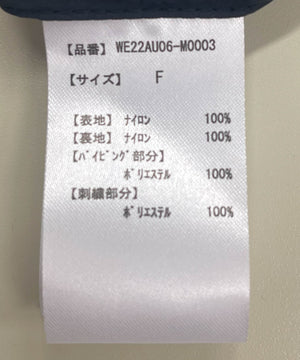 【品番】 WE22AU06-M0003
【サイズ】 F
【表地】 ﾅｲﾛﾝ 100%
【裏地】 ﾅｲﾛﾝ 100%
【ﾊﾟｲﾋﾟﾝｸﾞ部分】
ﾎﾟﾘｴｽﾃﾙ 100%
【刺繍部分】
ﾎﾟﾘｴｽﾃﾙ 100%